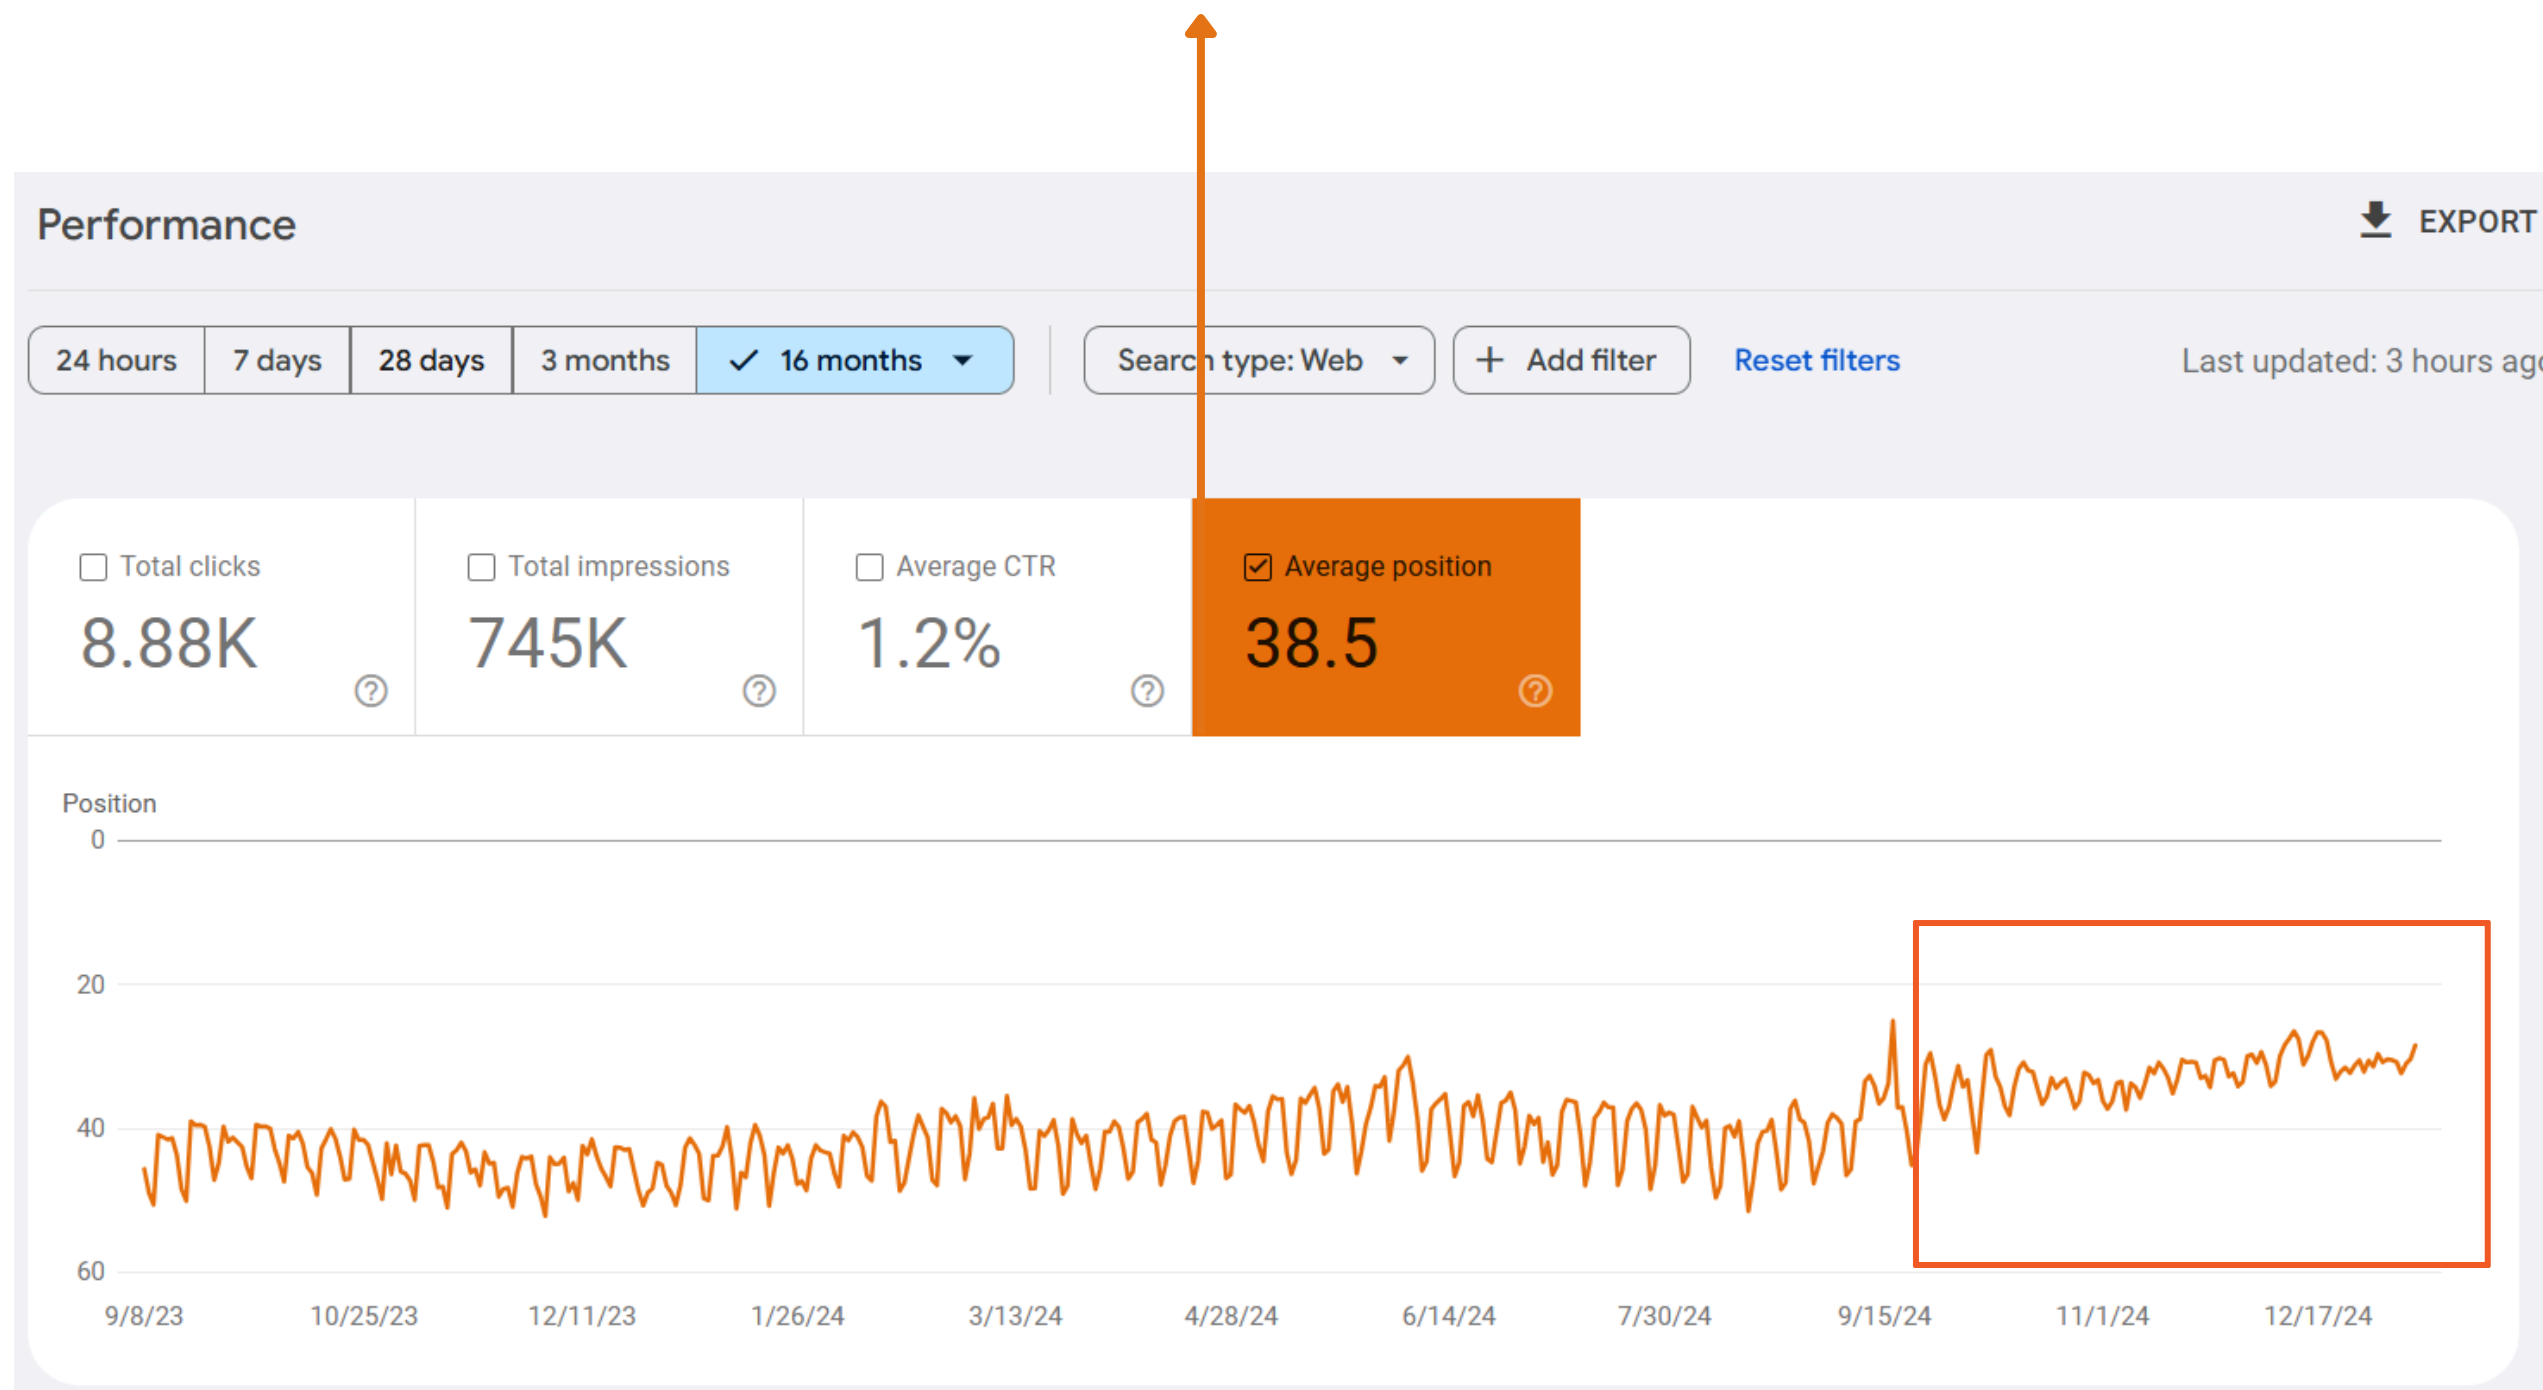 Performance
EXPORT
24 hours
7 days
28 days
3 months
16 months
Search type: Web
Add filter
Reset filters
Last updated: 3 hours ago
Total clicks
8.88K
Total impressions
745K
Average CTR
1.2%
Average position
38.5
Position
0
20
40
60
9/8/23
10/25/23
12/11/23
1/26/24
3/13/24
4/28/24
6/14/24
7/30/24
9/15/24
11/1/24
12/17/24